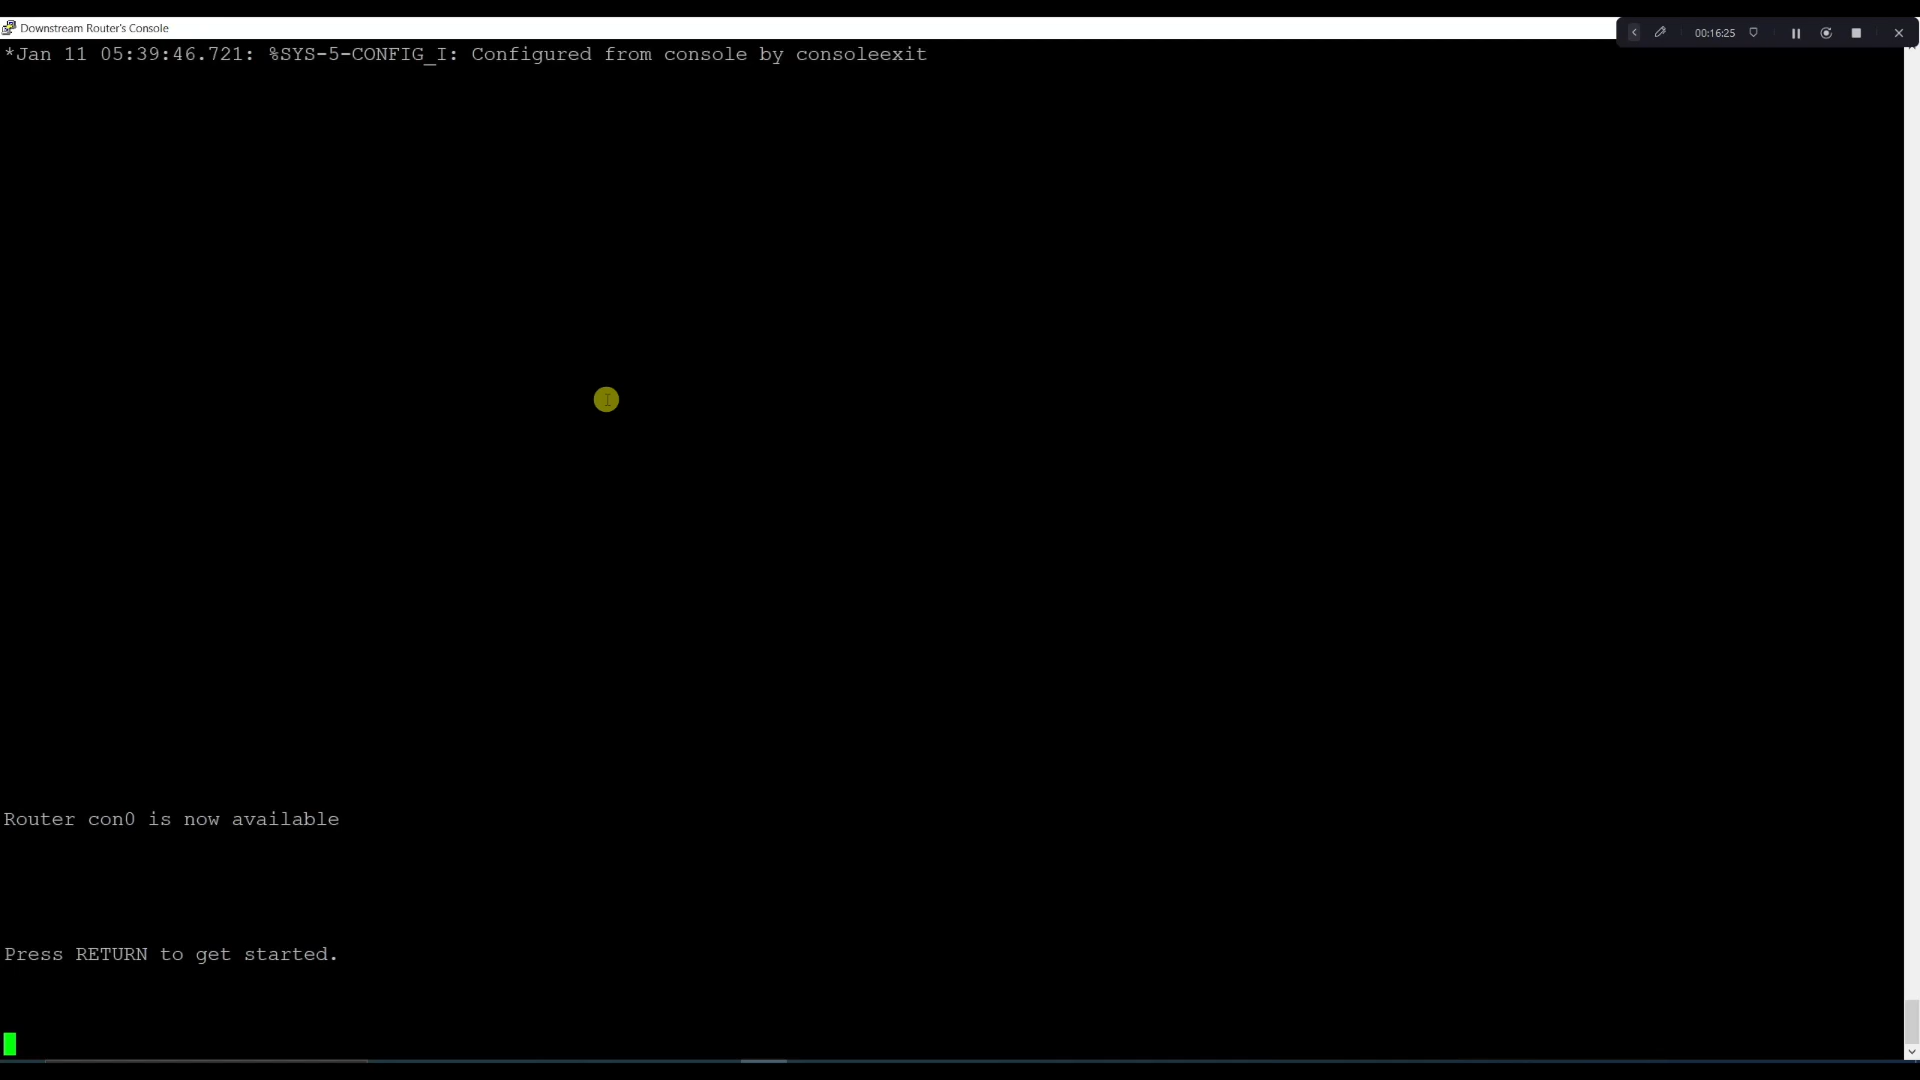 Downstream Router's Console
00:16:25
*Jan 11 05:39:46.721: %SYS-5-CONFIG_I: Configured from console by consoleexit
Router con0 is now available
Press RETURN to get started.